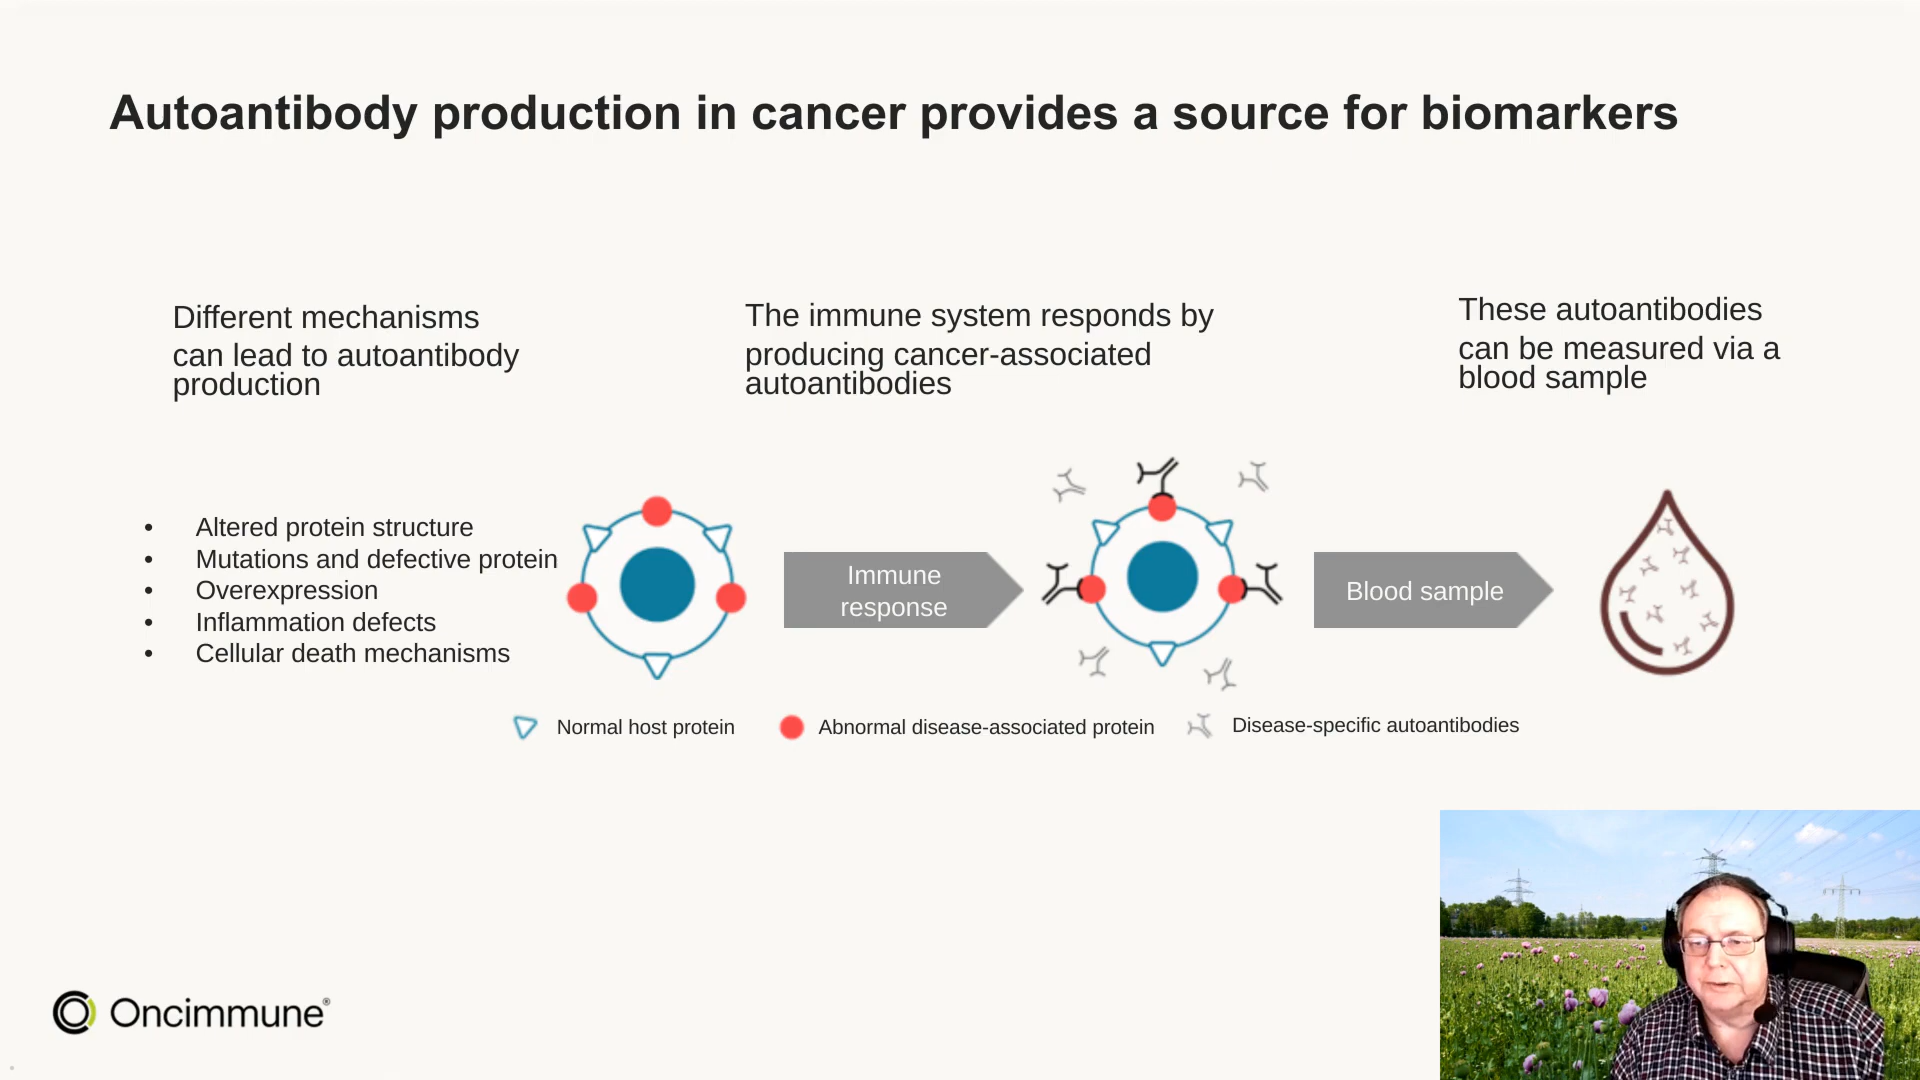 Autoantibody production in cancer provides a source for biomarkers
Different mechanisms
can lead to autoantibody
production
The immune system responds by
producing cancer-associated
autoantibodies
These autoantibodies
can be measured via a
blood sample
• Altered protein structure
• Mutations and defective protein
• Overexpression
• Inflammation defects
• Cellular death mechanisms
Immune
response
Blood sample
Normal host protein
Abnormal disease-associated protein
Disease-specific autoantibodies
Oncimmune®